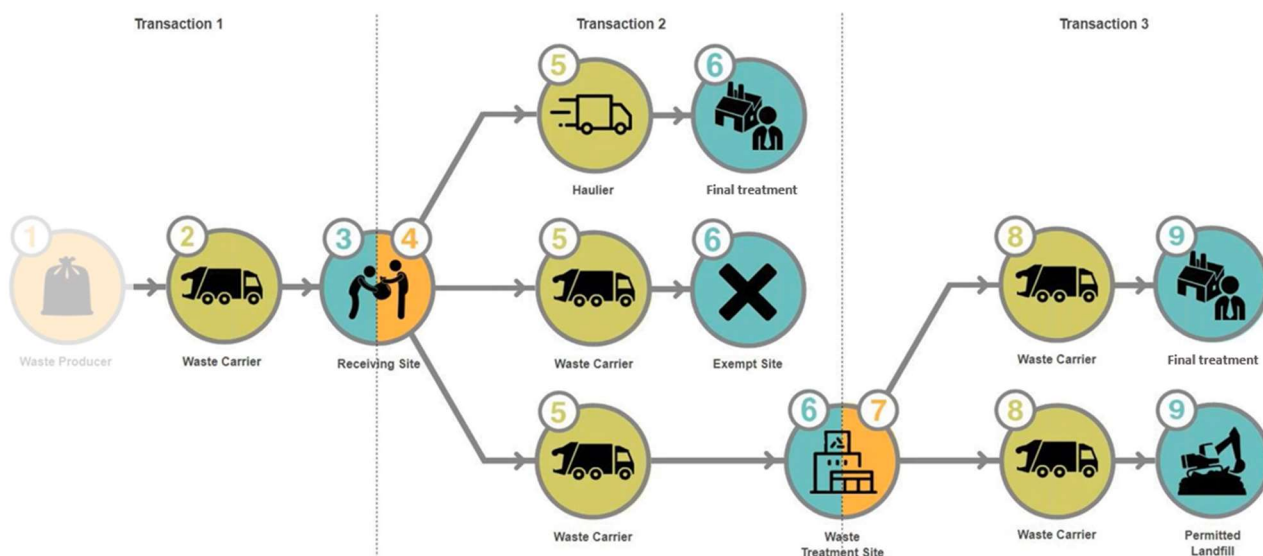 Transaction 1
Transaction 2
Transaction 3
5
6
Haulier
Final treatment
1
2
3
4
5
6
8
9
Waste Producer
Waste Carrier
Receiving Site
Waste Carrier
Exempt Site
Waste Carrier
Final treatment
5
6
7
8
9
Waste Carrier
Waste
Treatment Site
Waste Carrier
Permitted
Landfill